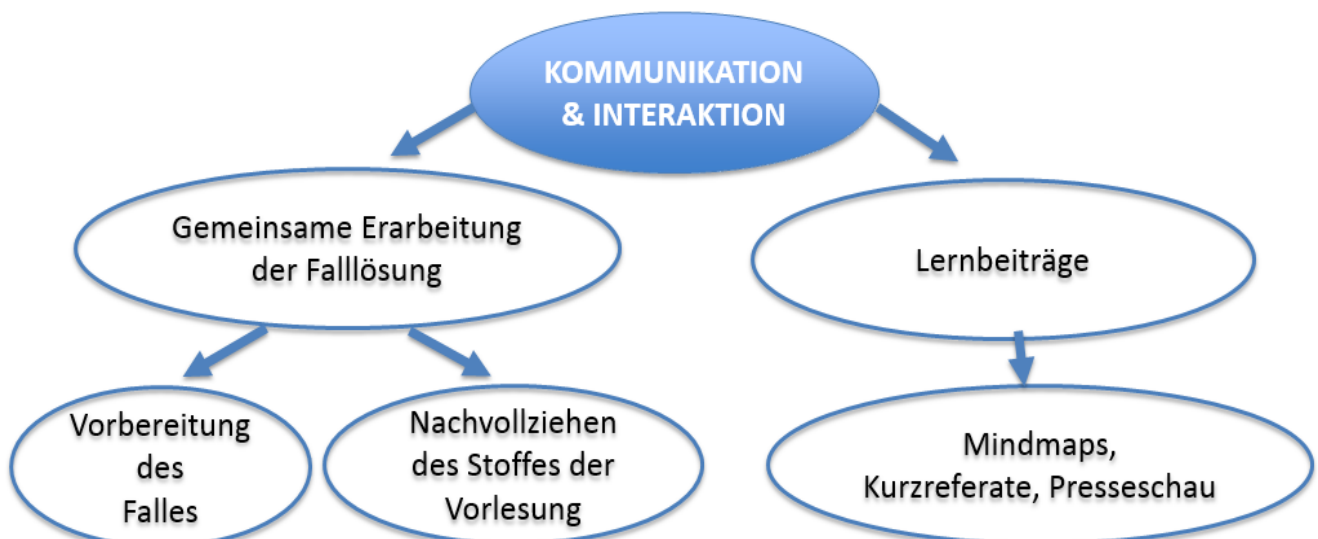 KOMMUNIKATION
& INTERAKTION
Gemeinsame Erarbeitung
der Falllösung
Lernbeiträge
Vorbereitung
des
Falles
Nachvollziehen
des Stoffes der
Vorlesung
Mindmaps,
Kurzreferate, Presseschau